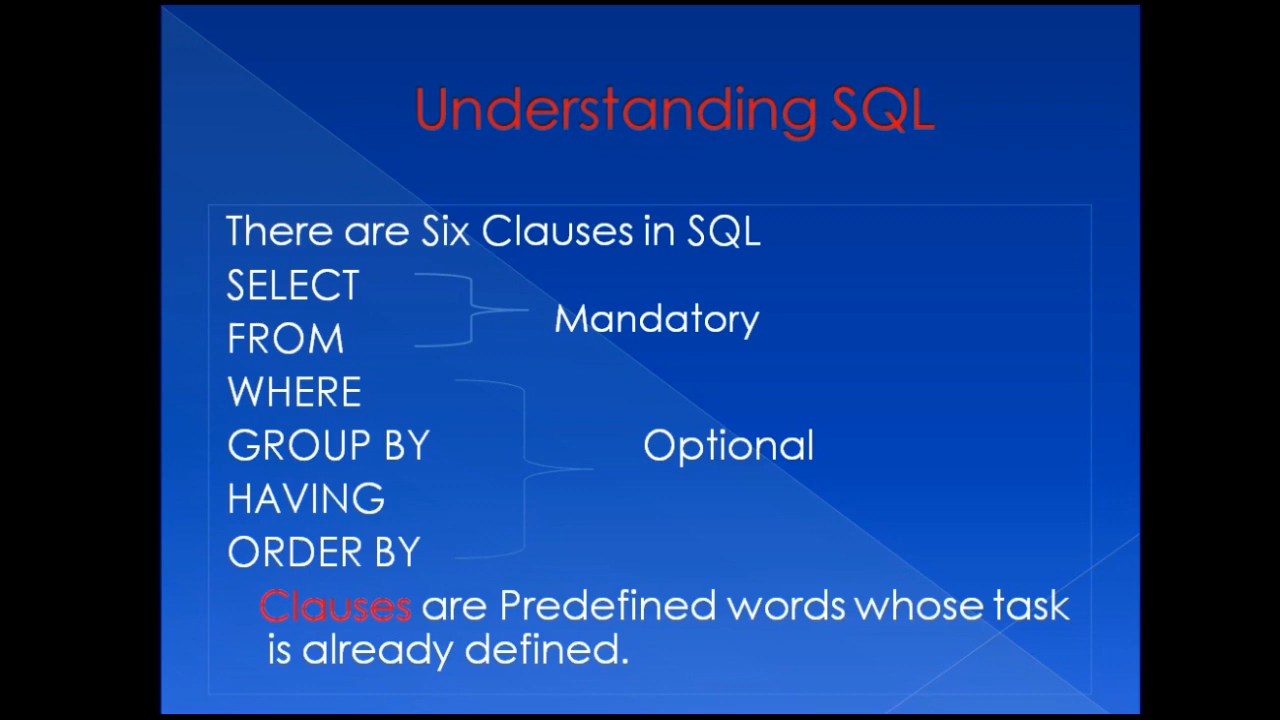 Understanding SQL
There are Six Clauses in SQL
SELECT
FROM
Mandatory
WHERE
GROUP BY
HAVING
ORDER BY
Optional
Clauses are Predefined words whose task
is already defined.